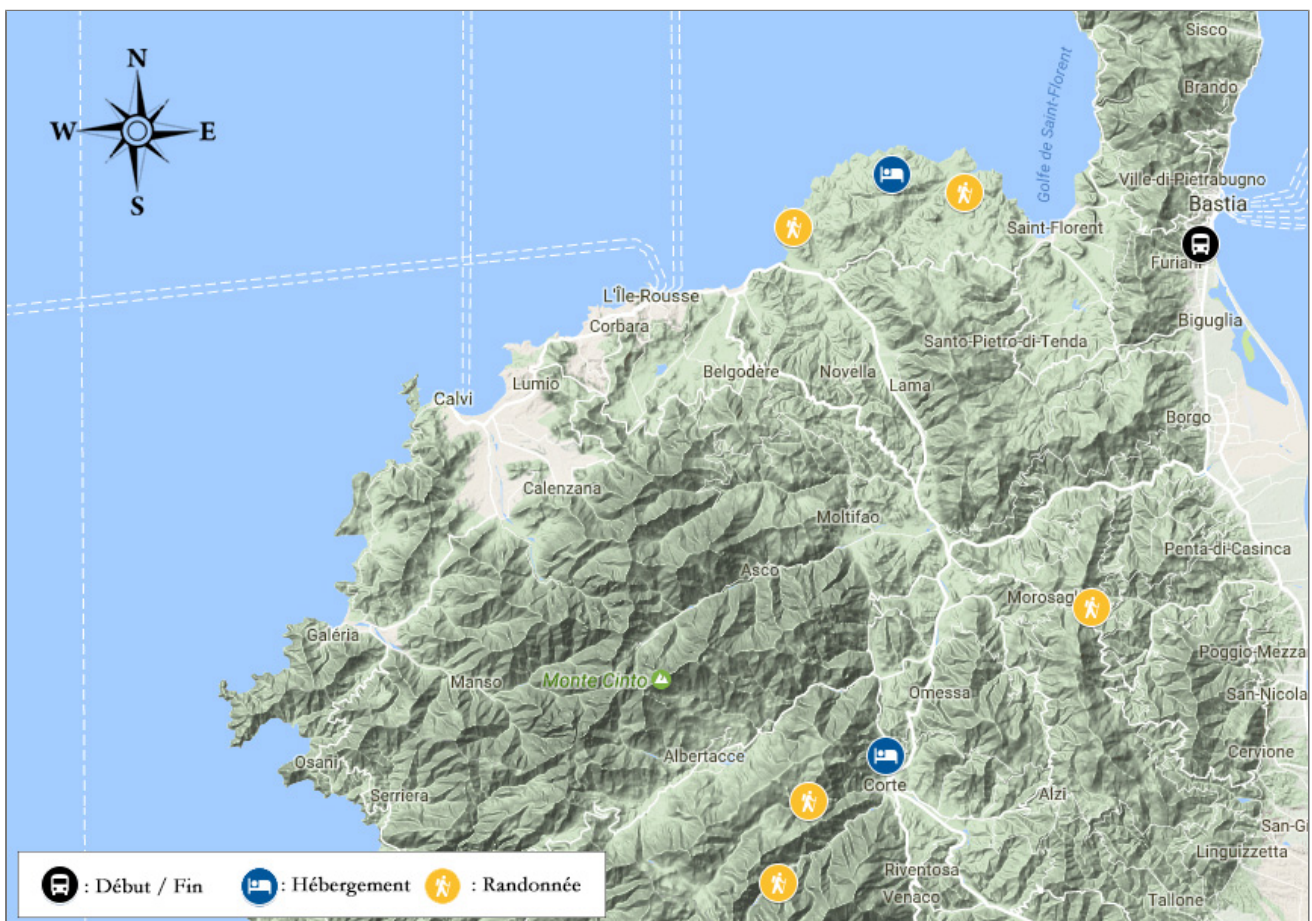 Sisco
N
Brando
W
E
Golfe de Saint-Florent
Ville-di-Pietrabugno
S
Bastia
Saint-Florent
Furiani
L'Île-Rousse
Biguglia
Corbara
Santo-Pietro-di-Tenda
Belgodère
Novella
Lama
Lumio
Calvi
Borgo
Calenzana
Moltifao
Penta-di-Casinca
Asco
Morosagl
Galéria
Poggio-Mezza
Manso
Monte Cinto
Omessa
San-Nicola
Albertacce
Cervione
Osani
Corte
Alzi
Serriera
San-G
Linguizzetta
Riventosa
Venaco
Tallone
: Début / Fin
: Hébergement
: Randonnée